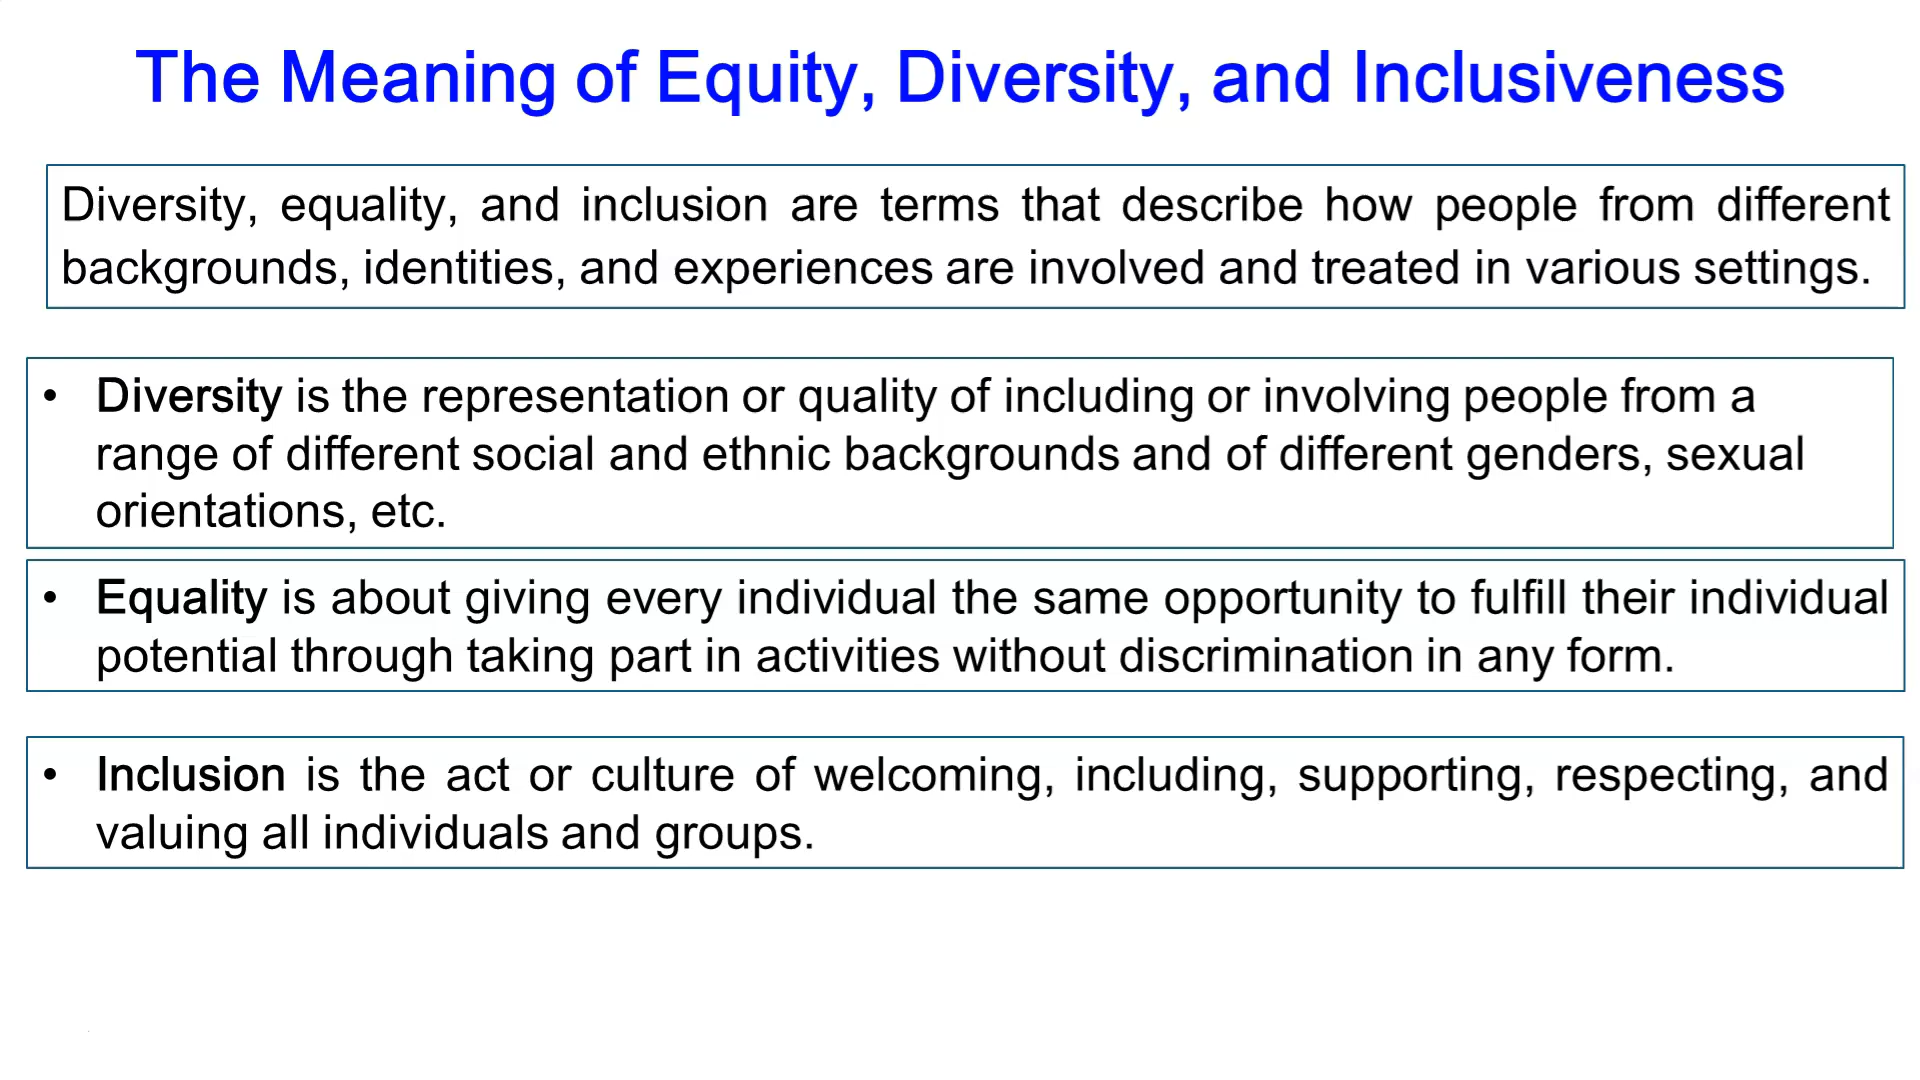 The Meaning of Equity, Diversity, and Inclusiveness
Diversity, equality, and inclusion are terms that describe how people from different
backgrounds, identities, and experiences are involved and treated in various settings.
• Diversity is the representation or quality of including or involving people from a
range of different social and ethnic backgrounds and of different genders, sexual
orientations, etc.
• Equality is about giving every individual the same opportunity to fulfill their individual
potential through taking part in activities without discrimination in any form.
• Inclusion is the act or culture of welcoming, including, supporting, respecting, and
valuing all individuals and groups.